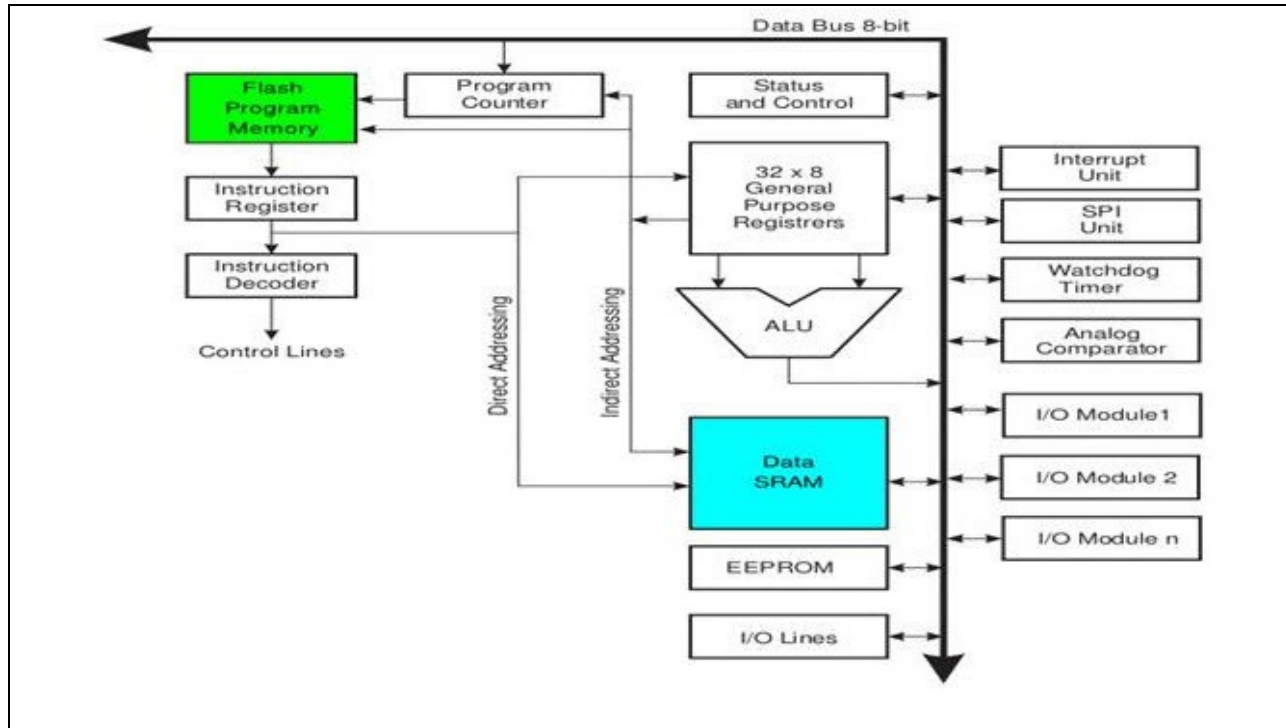 Data Bus 8-bit
Flash
Program
Memory
Program
Counter
Status
and Control
Instruction
Register
32 x 8
General
Purpose
Registrers
Instruction
Decoder
Control Lines
Direct Addressing
Indirect Addressing
ALU
Data
SRAM
EEPROM
I/O Lines
Interrupt
Unit
SPI
Unit
Watchdog
Timer
Analog
Comparator
I/O Module1
I/O Module 2
I/O Module n